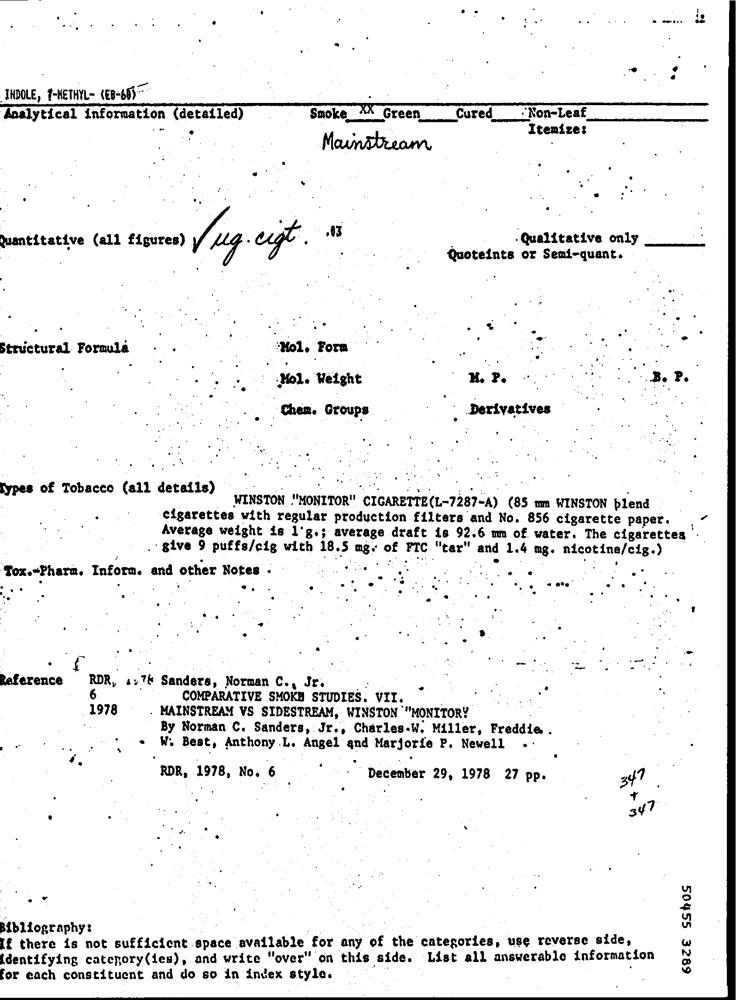 INDOLE, ?-METHYL- (EB-60)
Analytical information (detailed) Smoke XX Green Cured Non-Leaf
Itemize:
Mainstream
Quantitative (all figures) √ ug. cigt. .03 Qualitative only
Quoteints or Semi-quant.
Structural Formula Mol. Form
Mol. Weight M. P. B. P.
Chem. Groups Derivatives
Types of Tobacco (all details)
WINSTON "MONITOR" CIGARETTE(L-7287-A) (85 mm WINSTON blend
cigarettes with regular production filters and No. 856 cigarette paper.
Average weight is 1 g.; average draft is 92.6 mm of water. The cigarettes
give 9 puffs/cig with 18.5 mg. of FTC "tar" and 1.4 mg. nicotine/cig.)
Tox.-Pharm. Inform. and other Notes
Reference RDR, Sanders, Norman C., Jr.
6 COMPARATIVE SMOKE STUDIES. VII.
1978 MAINSTREAM VS SIDESTREAM, WINSTON "MONITOR"
By Norman C. Sanders, Jr., Charles W. Miller, Freddie
W. Best, Anthony L. Angel and Marjorie P. Newell
RDR, 1978, No. 6 December 29, 1978 27 pp.
347
+
347
50455 3289
Bibliography:
If there is not sufficient space available for any of the categories, use reverse side,
identifying category(ies), and write "over" on this side. List all answerable information
for each constituent and do so in index style.